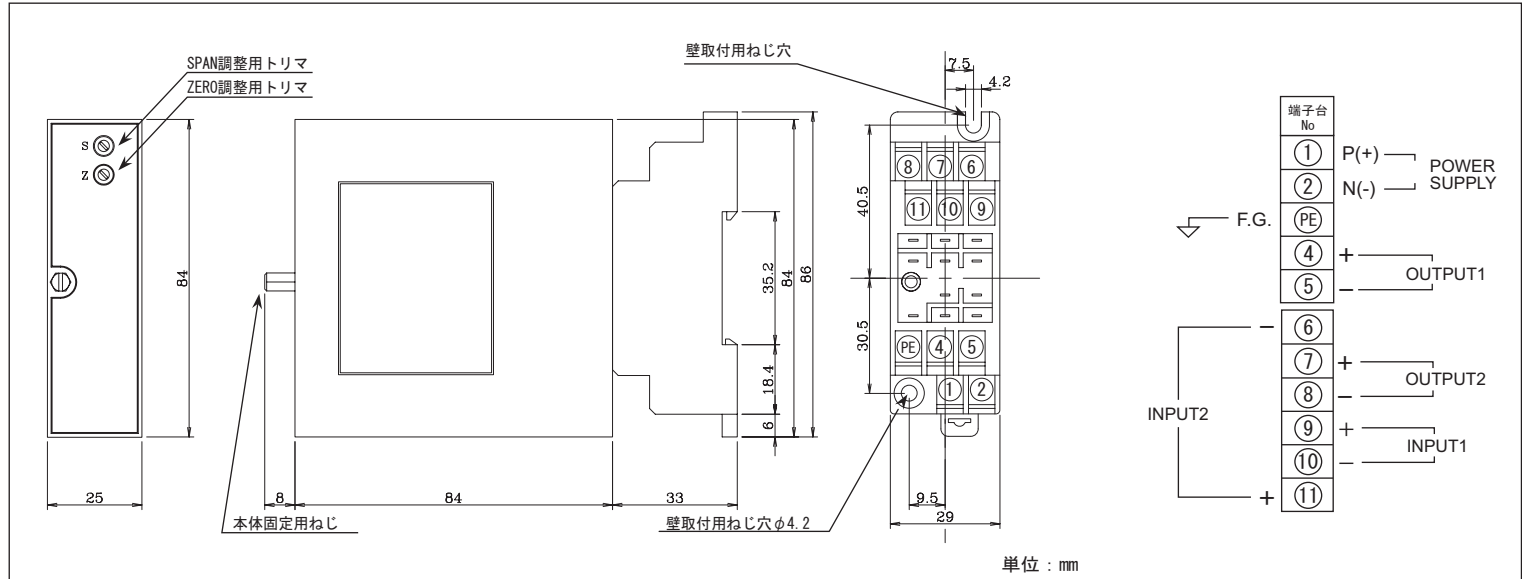 SPAN調整用トリマ
ZERO調整用トリマ
S
Z
84
25
8
84
33
本体固定用ねじ
35.2
84
86
18.4
6
壁取付用ねじ穴
7.5
4.2
40.5
30.5
8 7 6
11 10 9
PE 4 5
1 2
9.5
29
壁取付用ねじ穴φ4.2
単位：mm
端子台
No
1 P(+)
2 N(-)
POWER
SUPPLY
F.G. PE
4 +
5 −
OUTPUT1
− 6
7 +
8 −
OUTPUT2
INPUT2
9 +
10 −
INPUT1
+ 11